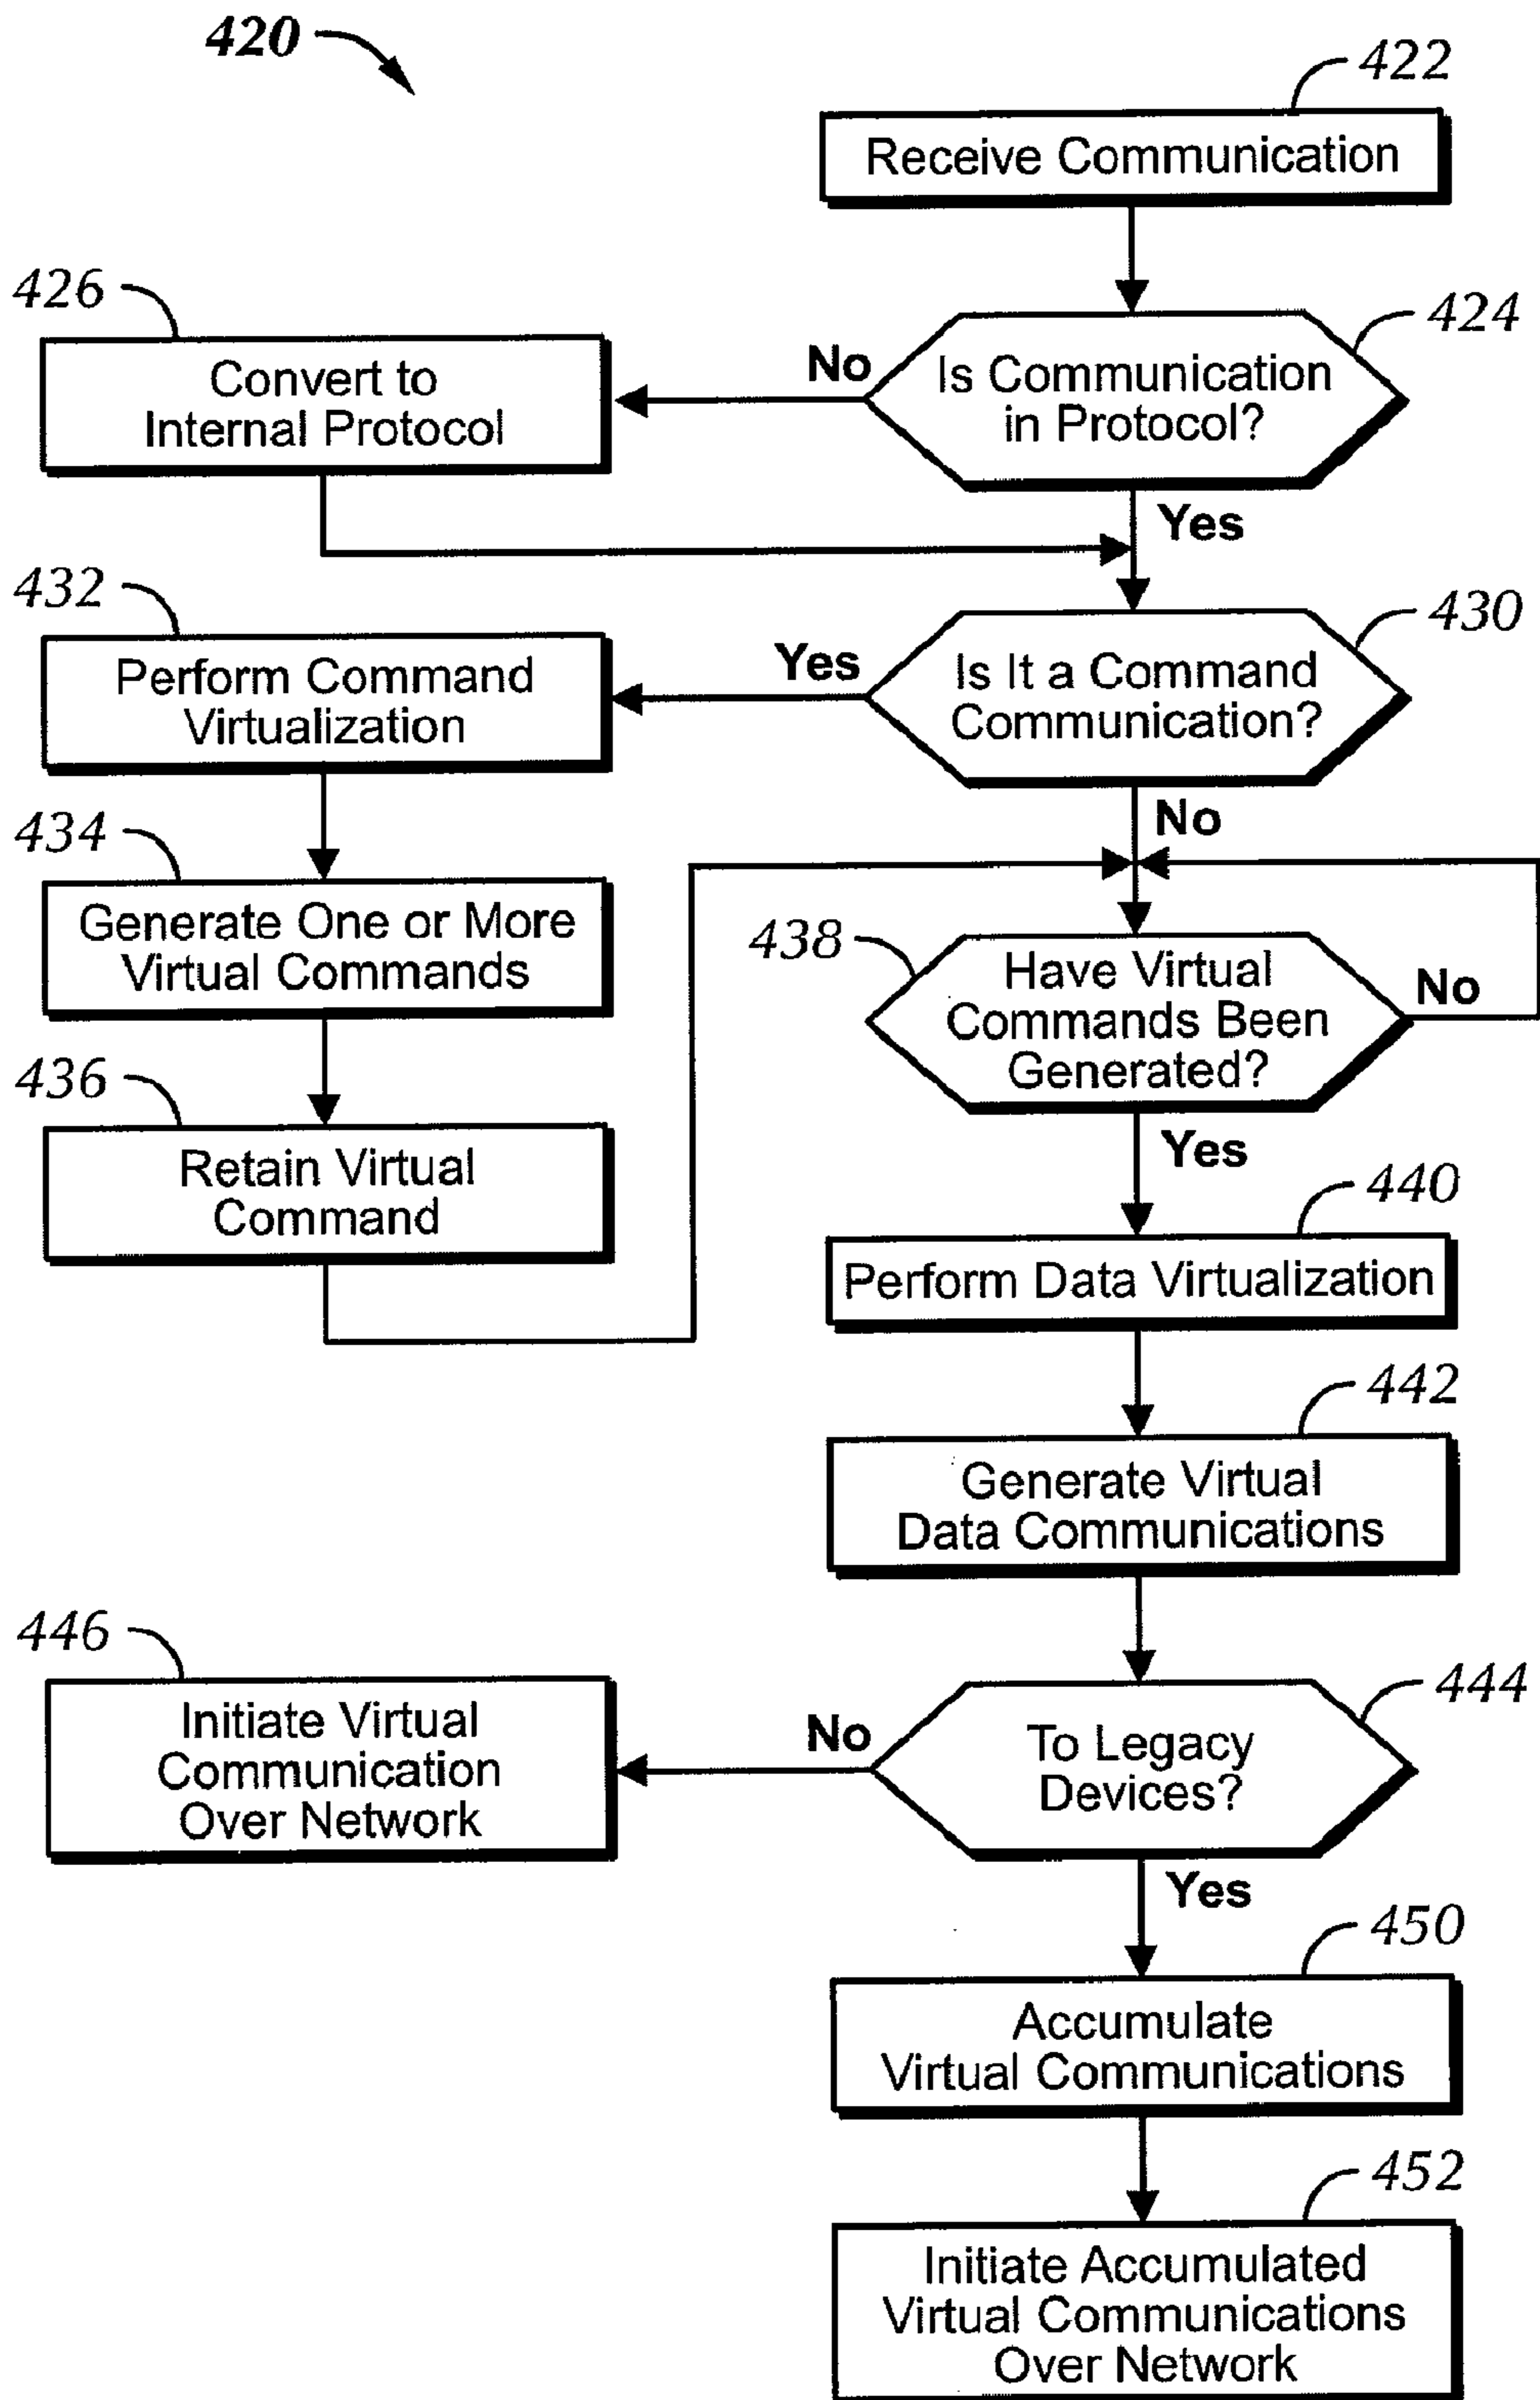 420
422
Receive Communication
426
424
Convert to
Internal Protocol
No
Is Communication
in Protocol?
Yes
432
430
Perform Command
Virtualization
Yes
Is It a Command
Communication?
No
434
Generate One or More
Virtual Commands
438
Have Virtual
Commands Been
Generated?
No
436
Retain Virtual
Command
Yes
440
Perform Data Virtualization
442
Generate Virtual
Data Communications
446
444
Initiate Virtual
Communication
Over Network
No
To Legacy
Devices?
Yes
450
Accumulate
Virtual Communications
452
Initiate Accumulated
Virtual Communications
Over Network